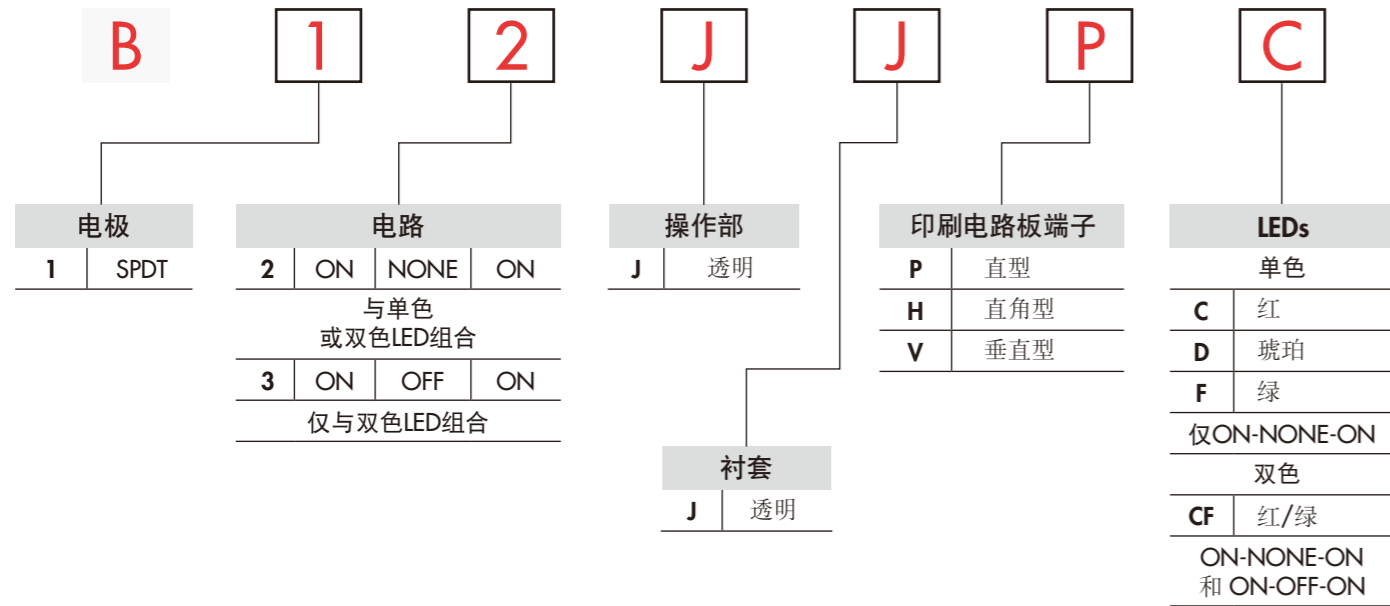 B 1 2 J J P C
电极
1 SPDT
电路
2 ON NONE ON
与单色
或双色LED组合
3 ON OFF ON
仅与双色LED组合
操作部
J 透明
衬套
J 透明
印刷电路板端子
P 直型
H 直角型
V 垂直型
LEDs
单色
C 红
D 琥珀
F 绿
仅ON-NONE-ON
双色
CF 红/绿
ON-NONE-ON
和 ON-OFF-ON